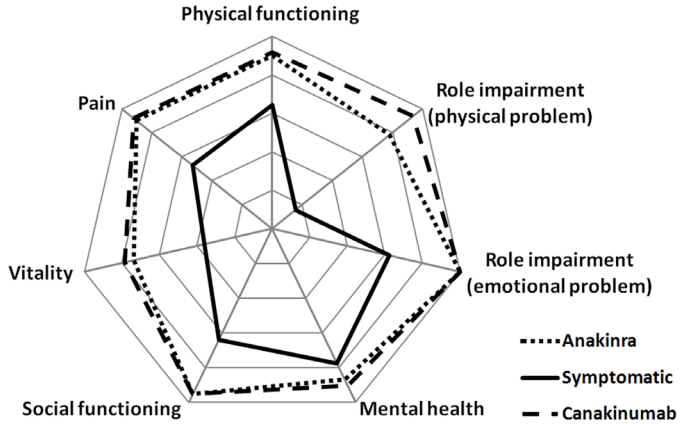 Physical functioning
Pain
Role impairment
(physical problem)
Vitality
Role impairment
(emotional problem)
Anakinra
Symptomatic
Social functioning
Mental health
Canakinumab